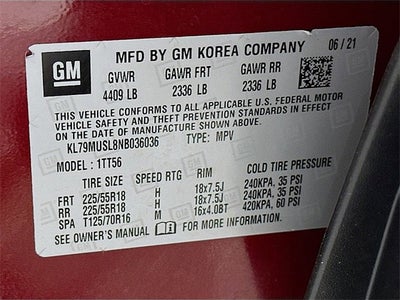 GM
MFD BY GM KOREA COMPANY 06 / 21
GVWR GAWR FRT GAWR RR
4409 LB 2336 LB 2336 LB
THIS VEHICLE CONFORMS TO ALL APPLICABLE U.S. FEDERAL MOTOR
VEHICLE SAFETY AND THEFT PREVENTION STANDARDS IN EFFECT
ON THE DATE OF MANUFACTURE SHOWN ABOVE.
KL79MUSL8NB036036 TYPE: MPV
MODEL : 1TT56
TIRE SIZE SPEED RTG RIM COLD TIRE PRESSURE
FRT 225/55R18 H 18x7.5J 240KPA, 35 PSI
RR 225/55R18 H 18x7.5J 240KPA, 35 PSI
SPA T125/70R16 M 16x4.0BT 420KPA, 60 PSI
SEE OWNER'S MANUAL FOR MORE INFORMATION.